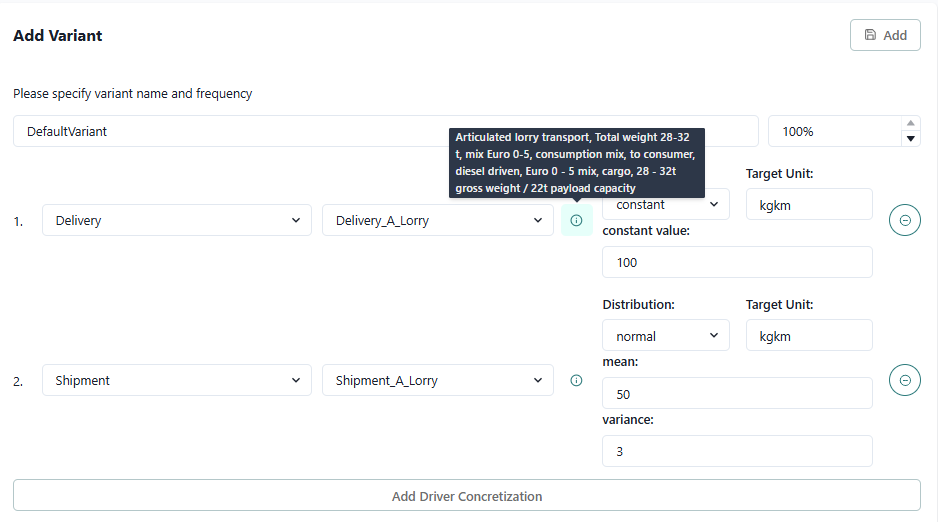 Add Variant
Add
Please specify variant name and frequency
DefaultVariant
100%
Articulated lorry transport, Total weight 28-32
t, mix Euro 0-5, consumption mix, to consumer,
diesel driven, Euro 0 - 5 mix, cargo, 28 - 32t
gross weight / 22t payload capacity
Target Unit:
1.
Delivery
Delivery_A_Lorry
constant
kgkm
constant value:
100
Distribution:
Target Unit:
normal
kgkm
2.
Shipment
Shipment_A_Lorry
mean:
50
variance:
3
Add Driver Concretization